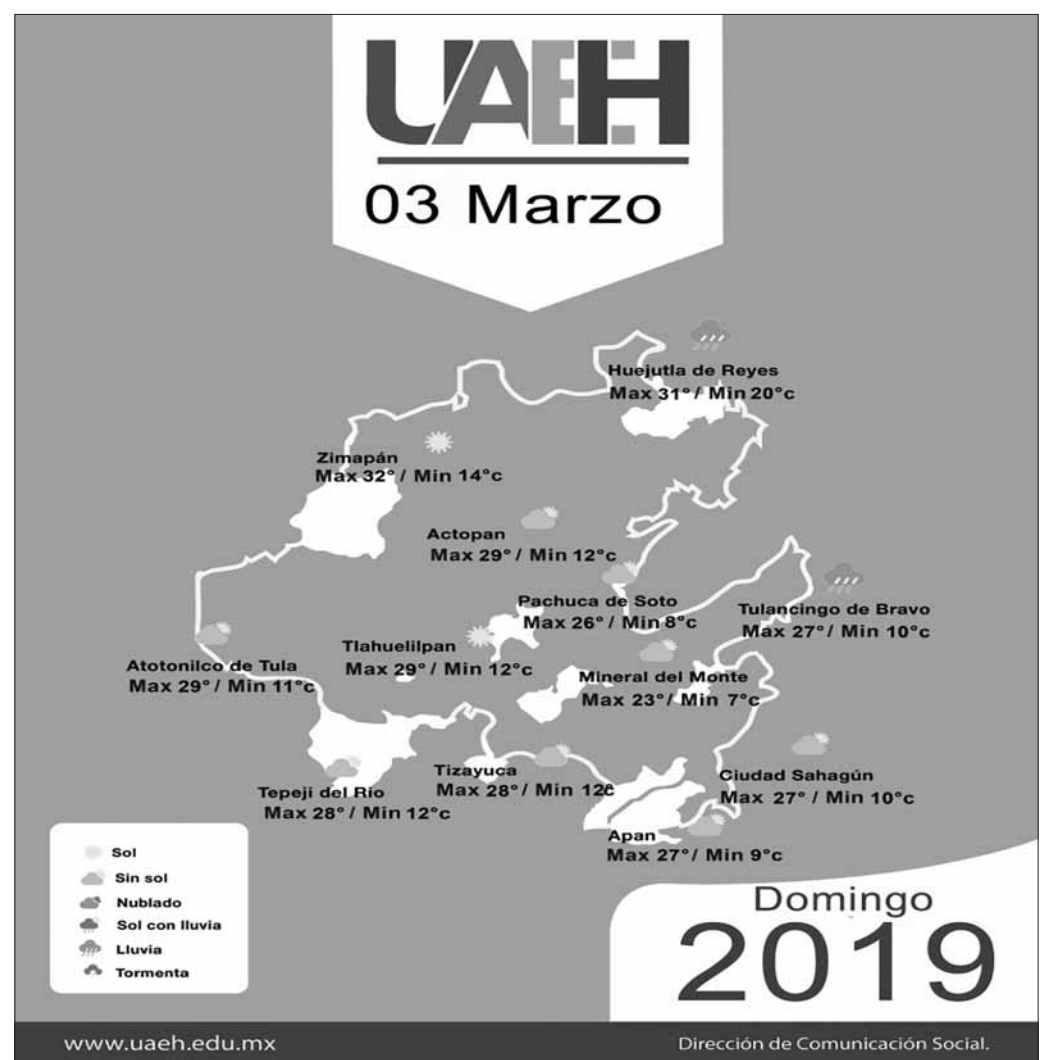 UAEH
03 Marzo
Huejutla de Reyes
Max 31° / Min 20°c
Zimapán
Max 32° / Min 14°c
Actopan
Max 29° / Min 12°c
Pachuca de Soto
Max 26° / Min 8°c
Tulancingo de Bravo
Max 27° / Min 10°c
Tlahuelilpan
Max 29° / Min 12°c
Atotonilco de Tula
Max 29° / Min 11°c
Mineral del Monte
Max 23° / Min 7°c
Tizayuca
Max 28° / Min 12c
Ciudad Sahagún
Max 27° / Min 10°c
Tepeji del Río
Max 28° / Min 12°c
Apan
Max 27° / Min 9°c
Sol
Sin sol
Nublado
Sol con lluvia
Lluvia
Tormenta
Domingo
2019
www.uaeh.edu.mx
Dirección de Comunicación Social.